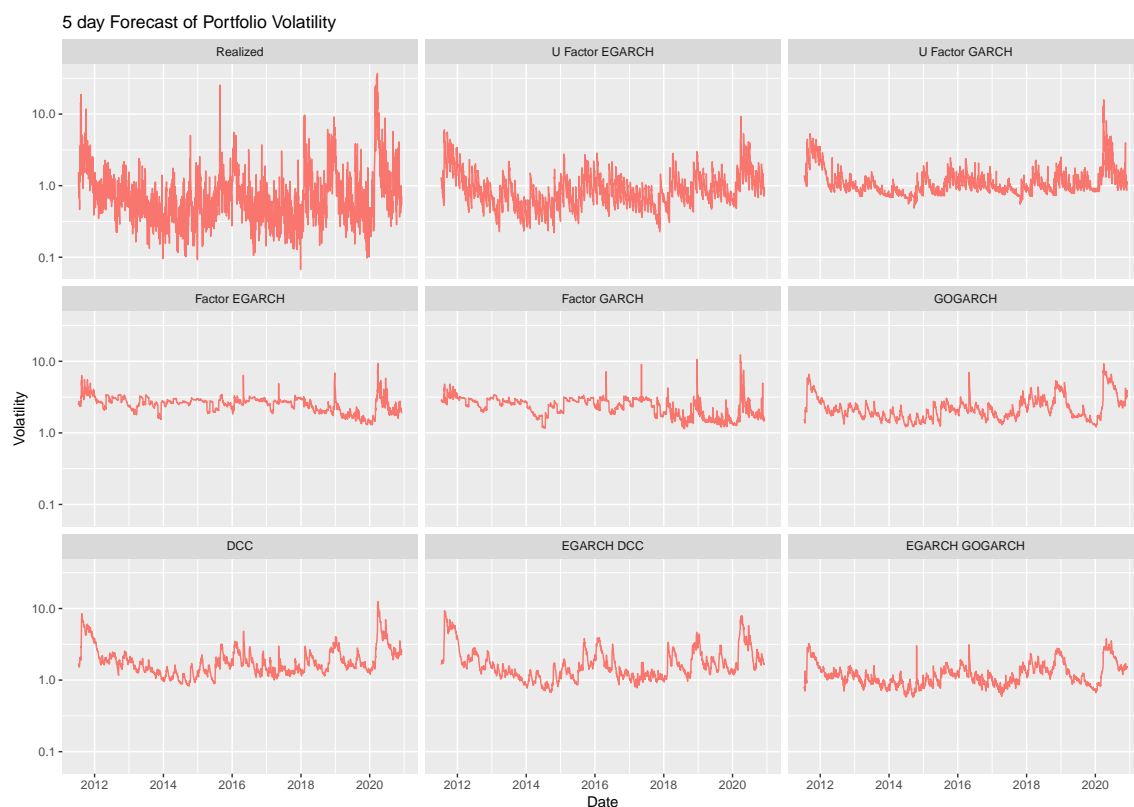 5 day Forecast of Portfolio Volatility
Realized
U Factor EGARCH
U Factor GARCH
10.0
1.0
0.1
Factor EGARCH
Factor GARCH
GOGARCH
10.0
1.0
0.1
Volatility
DCC
EGARCH DCC
EGARCH GOGARCH
10.0
1.0
0.1
2012 2014 2016 2018 2020
2012 2014 2016 2018 2020
2012 2014 2016 2018 2020
Date